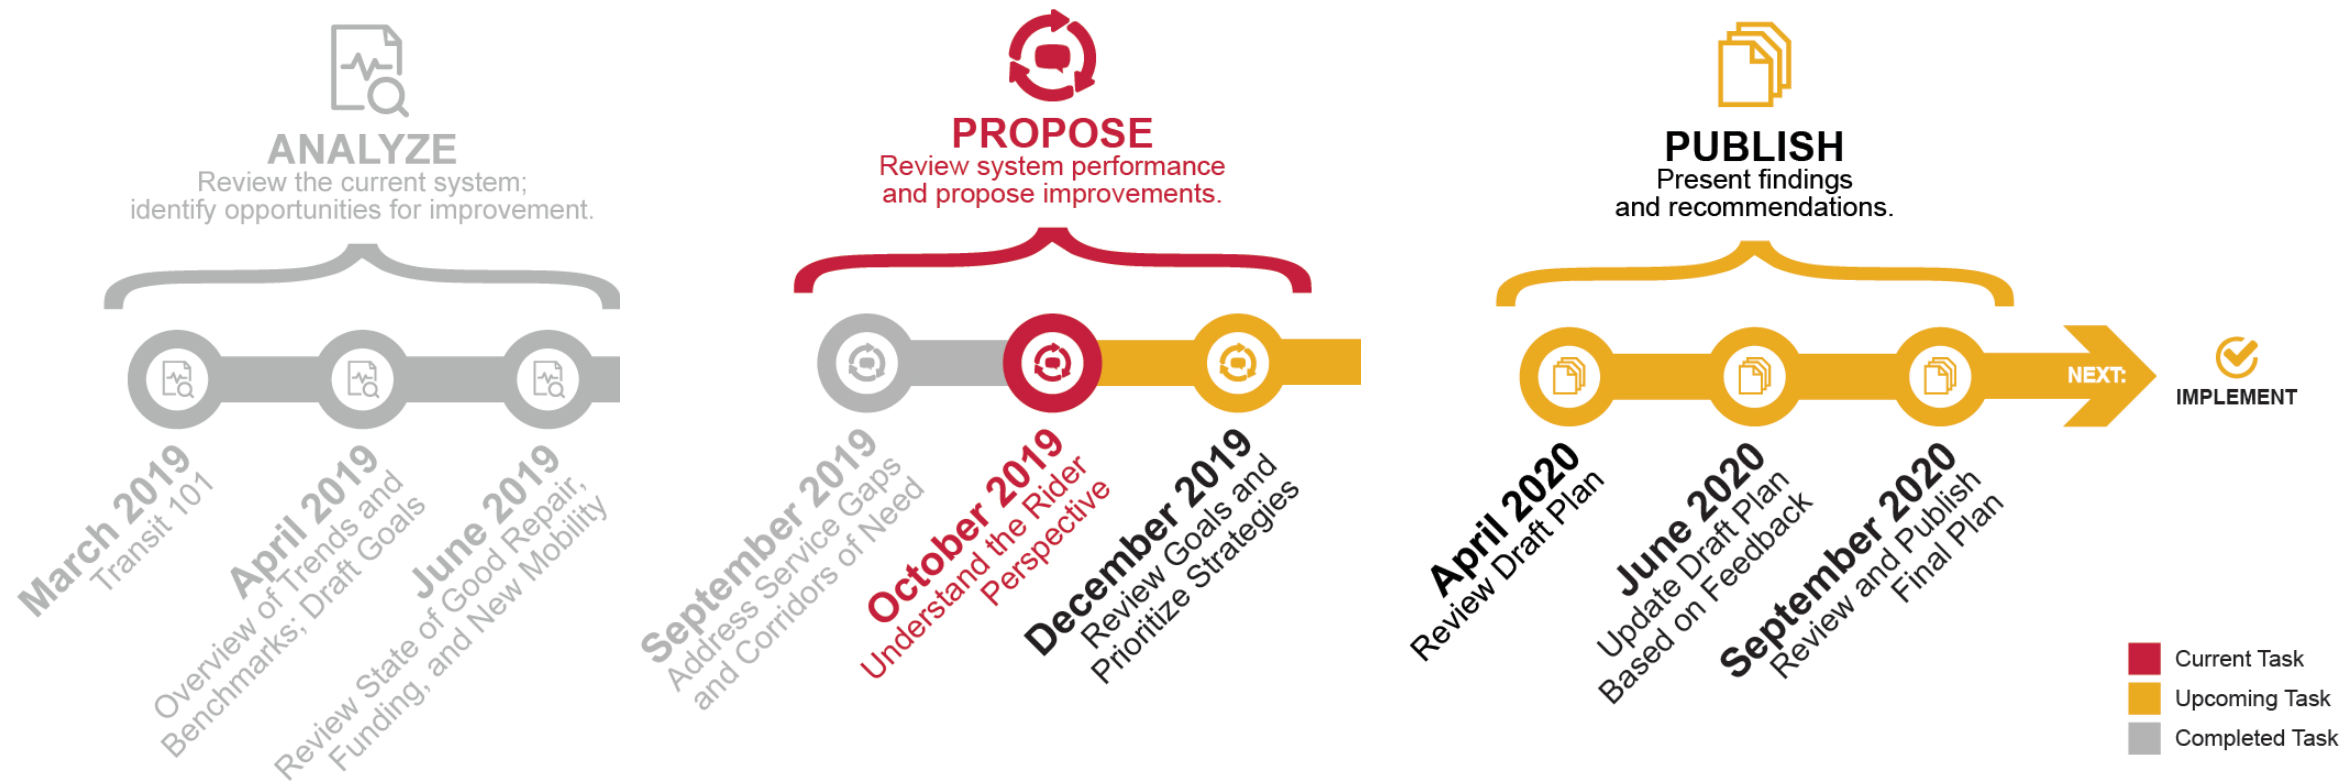 ANALYZE
Review the current system;
identify opportunities for improvement.
PROPOSE
Review system performance
and propose improvements.
PUBLISH
Present findings
and recommendations.
March 2019
Transit 101
April 2019
Overview of Trends and
Benchmarks; Draft Goals
June 2019
Review State of Good Repair,
Funding, and New Mobility
September 2019
Address Service Gaps
and Corridors of Need
October 2019
Understand the Rider
Perspective
December 2019
Review Goals and
Prioritize Strategies
April 2020
Review Draft Plan
June 2020
Update Draft Plan
Based on Feedback
September 2020
Review and Publish
Final Plan
NEXT:
IMPLEMENT
Current Task
Upcoming Task
Completed Task